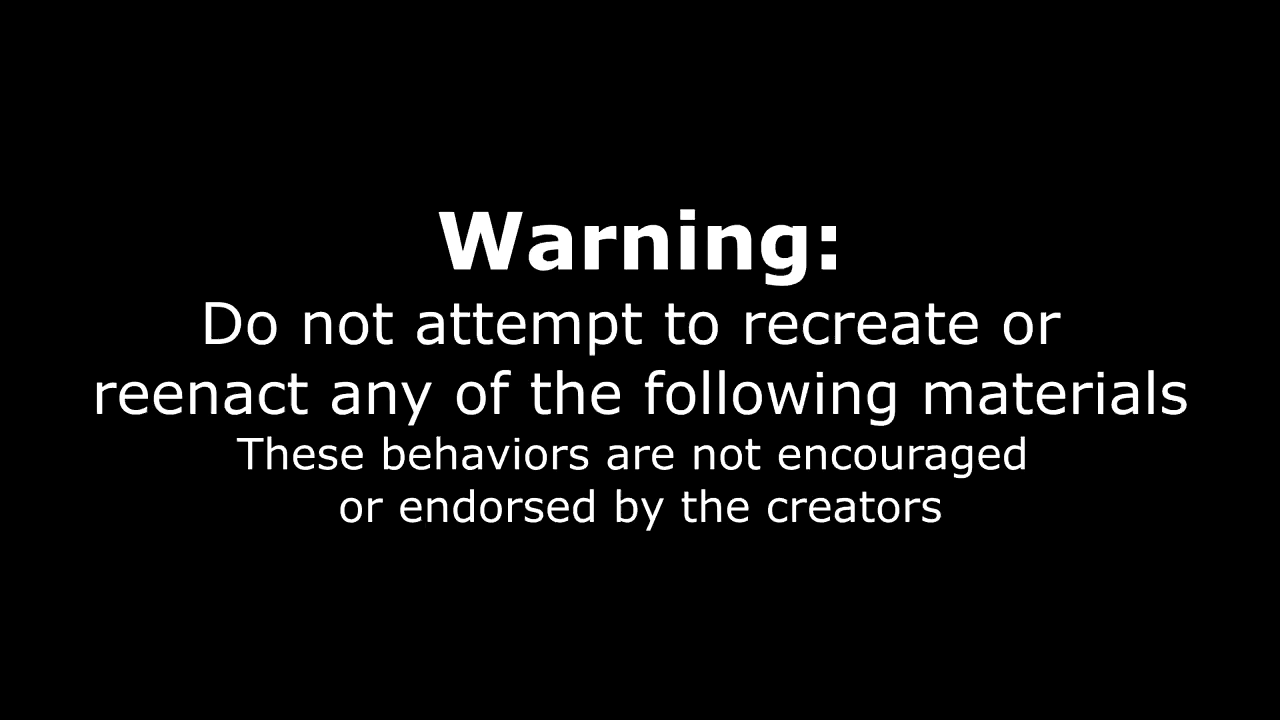 Warning:
Do not attempt to recreate or
reenact any of the following materials
These behaviors are not encouraged
or endorsed by the creators